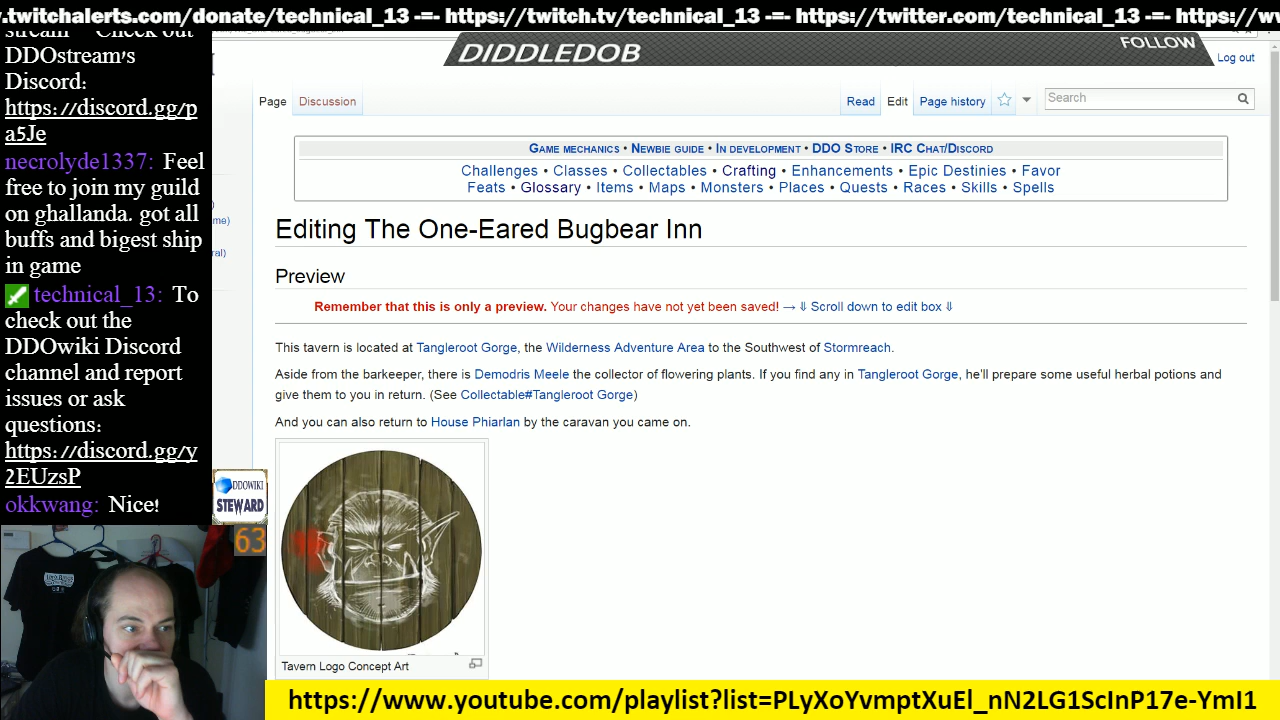 .twitchalerts.com/donate/technical_13 -=- https://twitch.tv/technical_13 -=- https://twitter.com/technical_13 -=- https://w
DIDDLEDOB
FOLLOW
Log out
stream Check out
DDOstream's
Discord:
https://discord.gg/p
a5Je
necrolyde1337: Feel
free to join my guild
on ghallanda. got all
buffs and bigest ship
in game
technical_13: To
check out the
DDOwiki Discord
channel and report
issues or ask
questions:
https://discord.gg/y
2EUzsP
okkwang: Nice!
Page Discussion Read Edit Page history Search
Game mechanics • Newbie guide • In development • DDO Store • IRC Chat/Discord
Challenges • Classes • Collectables • Crafting • Enhancements • Epic Destinies • Favor
Feats • Glossary • Items • Maps • Monsters • Places • Quests • Races • Skills • Spells
Editing The One-Eared Bugbear Inn
Preview
Remember that this is only a preview. Your changes have not yet been saved! → ⇓ Scroll down to edit box ⇓
This tavern is located at Tangleroot Gorge, the Wilderness Adventure Area to the Southwest of Stormreach.
Aside from the barkeeper, there is Demodris Meele the collector of flowering plants. If you find any in Tangleroot Gorge, he'll prepare some useful herbal potions and
give them to you in return. (See Collectable#Tangleroot Gorge)
And you can also return to House Phiarlan by the caravan you came on.
Tavern Logo Concept Art
DDOWIKI
STEWARD
63
https://www.youtube.com/playlist?list=PLyXoYvmptXuEl_nN2LG1ScInP17e-YmI1